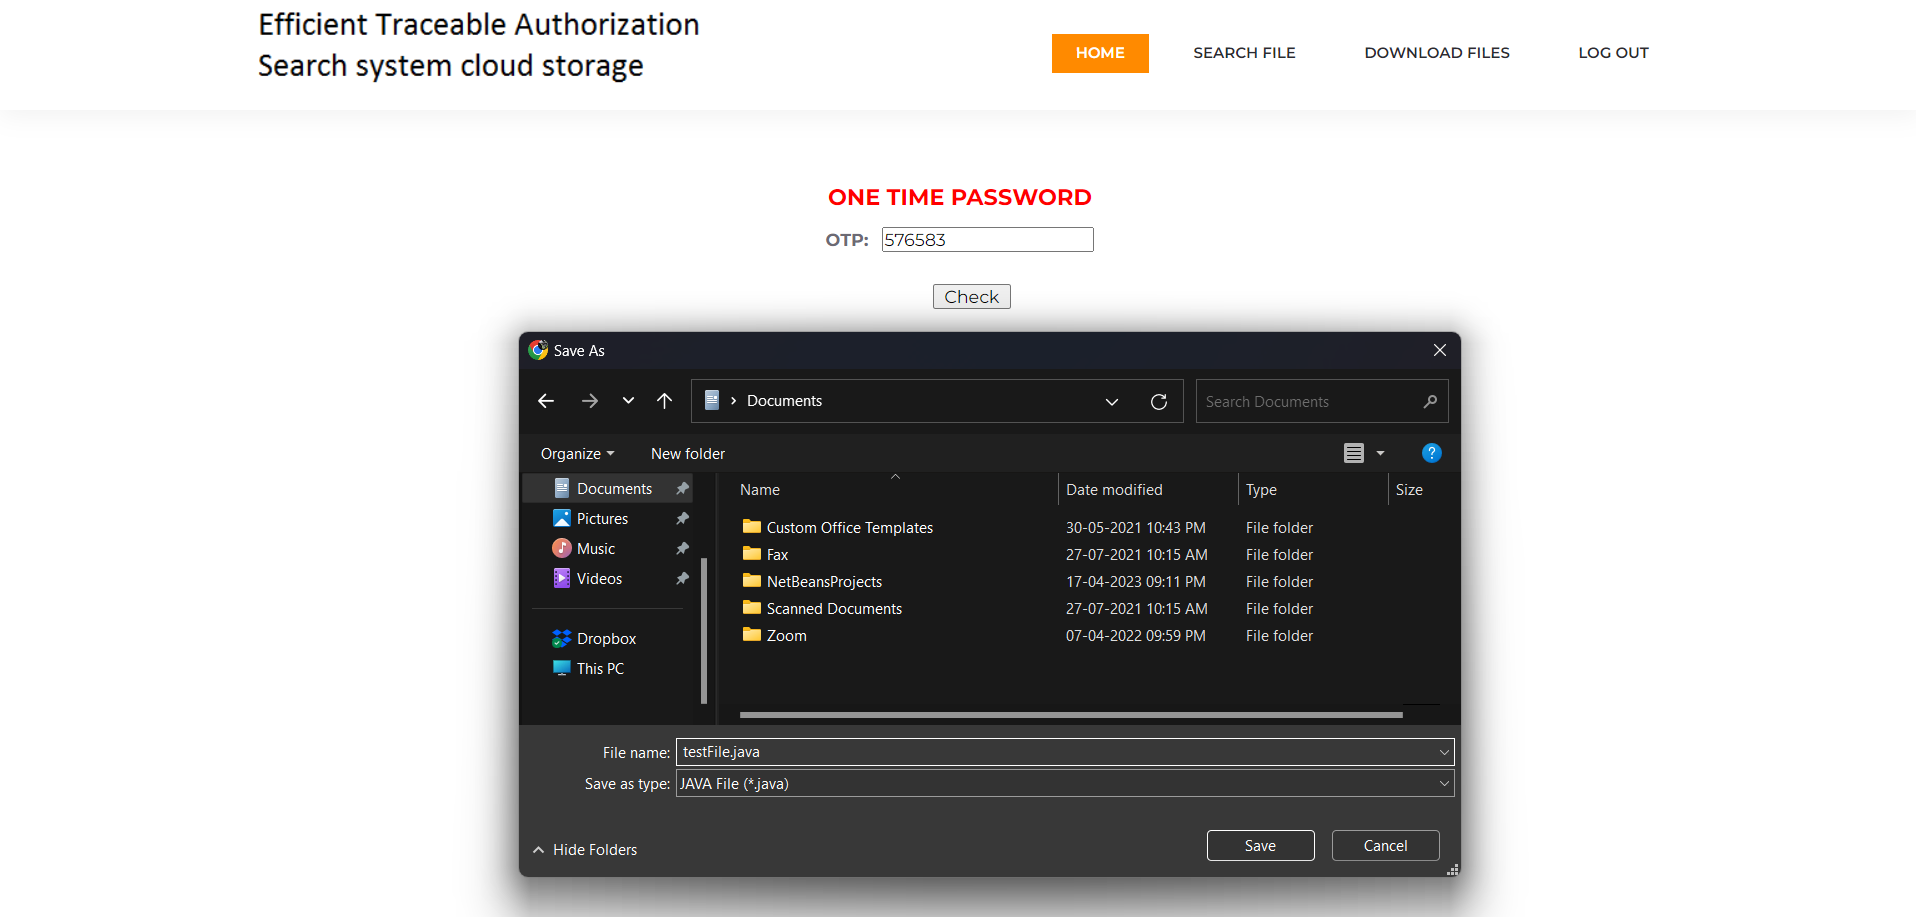 Efficient Traceable Authorization
Search system cloud storage
HOME SEARCH FILE DOWNLOAD FILES LOG OUT
ONE TIME PASSWORD
OTP: 576583
Check
Save As
Documents
Search Documents
Organize New folder
Documents
Pictures
Music
Videos
Dropbox
This PC
Name Date modified Type Size
Custom Office Templates 30-05-2021 10:43 PM File folder
Fax 27-07-2021 10:15 AM File folder
NetBeansProjects 17-04-2023 09:11 PM File folder
Scanned Documents 27-07-2021 10:15 AM File folder
Zoom 07-04-2022 09:59 PM File folder
File name: testFile.java
Save as type: JAVA File (*.java)
Hide Folders
Save Cancel